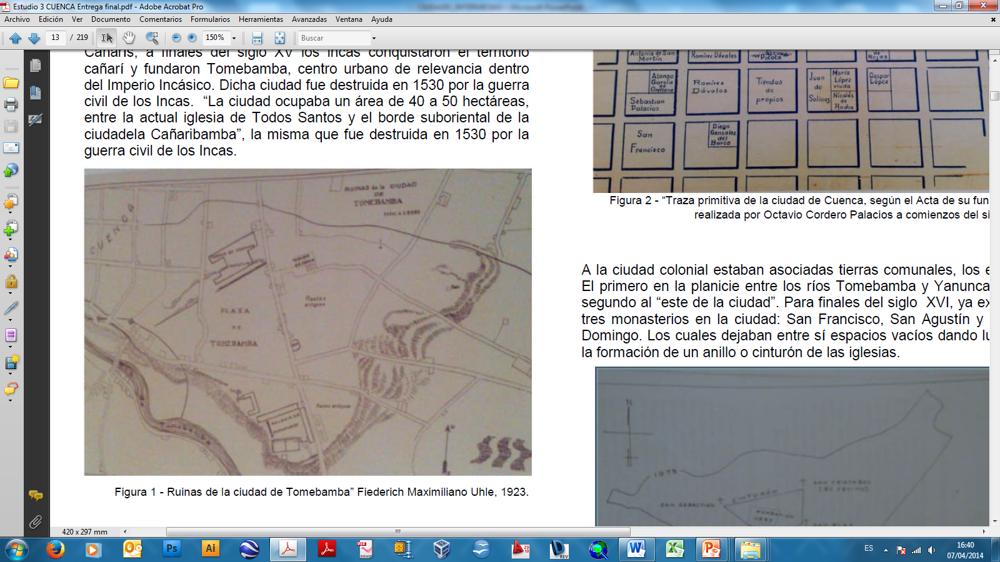 Estudio 3 CUENCA Entrega final.pdf - Adobe Acrobat Pro
Archivo Edición Ver Documento Comentarios Formularios Herramientas Avanzadas Ventana Ayuda
13 / 219 150% Buscar
Cañaris, a finales del siglo XV los Incas conquistaron el territorio
cañarí y fundaron Tomebamba, centro urbano de relevancia dentro
del Imperio Incásico. Dicha ciudad fue destruida en 1530 por la guerra
civil de los Incas. “La ciudad ocupaba un área de 40 a 50 hectáreas,
entre la actual iglesia de Todos Santos y el borde suboriental de la
ciudadela Cañaribamba”, la misma que fue destruida en 1530 por la
guerra civil de los Incas.
RUINAS de la CIUDAD
DE
TOMEBAMBA
CUENCA
PLAZA
DE
TOMEBAMBA
Figura 1 - Ruinas de la ciudad de Tomebamba” Fiederich Maximiliano Uhle, 1923.
Antonio de San
Martín
Ramírez Dávalos
Picota
de Rojas
Alonso
García
de
Orellana
Sebastian
Palacios
Ramírez
Dávalos
Tiendas
de
propios
Juan
de
Salinas
María
López
viuda
Nicolás
de
Rocha
Gaspar
López
San
Francisco
Diego
González
del
Barco
Figura 2 - “Traza primitiva de la ciudad de Cuenca, según el Acta de su fun
realizada por Octavio Cordero Palacios a comienzos del si
A la ciudad colonial estaban asociadas tierras comunales, los e
El primero en la planicie entre los ríos Tomebamba y Yanunca
segundo al “este de la ciudad”. Para finales del siglo XVI, ya ex
tres monasterios en la ciudad: San Francisco, San Agustín y
Domingo. Los cuales dejaban entre sí espacios vacíos dando lu
la formación de un anillo o cinturón de las iglesias.
N
1975
SAN SEBASTIAN
CINTURON
SAN CRISTOBAL
SAN BLAS
420 x 297 mm
Ps Ai
ES
16:40
07/04/2014